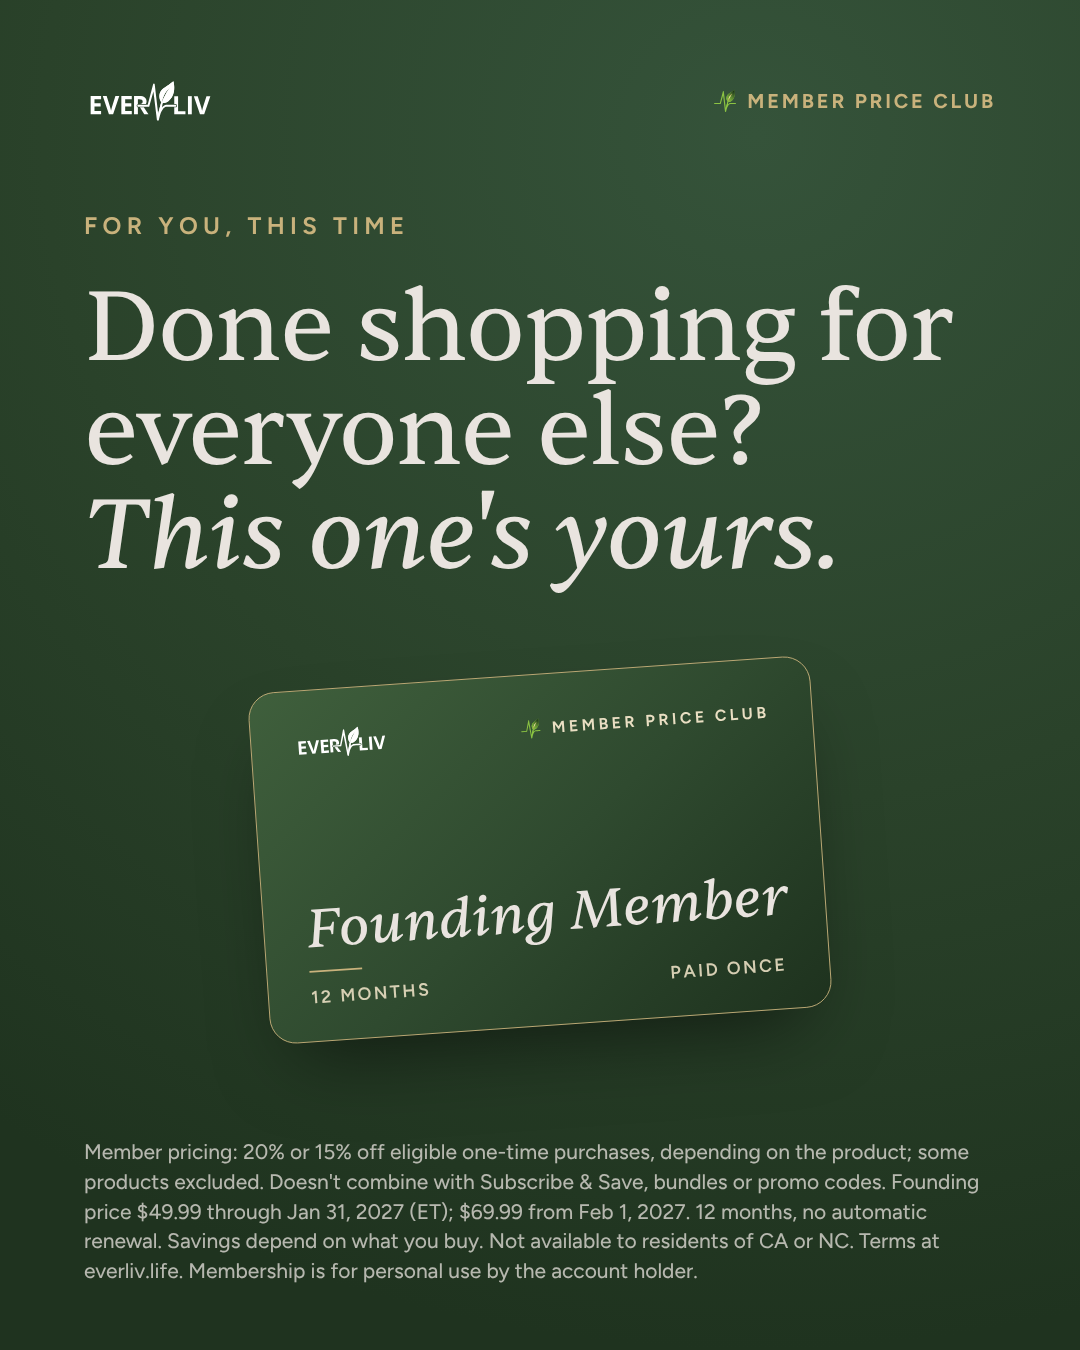 EVERLIV
MEMBER PRICE CLUB
FOR YOU, THIS TIME
Done shopping for
everyone else?
This one's yours.
EVERLIV
MEMBER PRICE CLUB
Founding Member
12 MONTHS
PAID ONCE
Member pricing: 20% or 15% off eligible one-time purchases, depending on the product; some
products excluded. Doesn't combine with Subscribe & Save, bundles or promo codes. Founding
price $49.99 through Jan 31, 2027 (ET); $69.99 from Feb 1, 2027. 12 months, no automatic
renewal. Savings depend on what you buy. Not available to residents of CA or NC. Terms at
everliv.life. Membership is for personal use by the account holder.